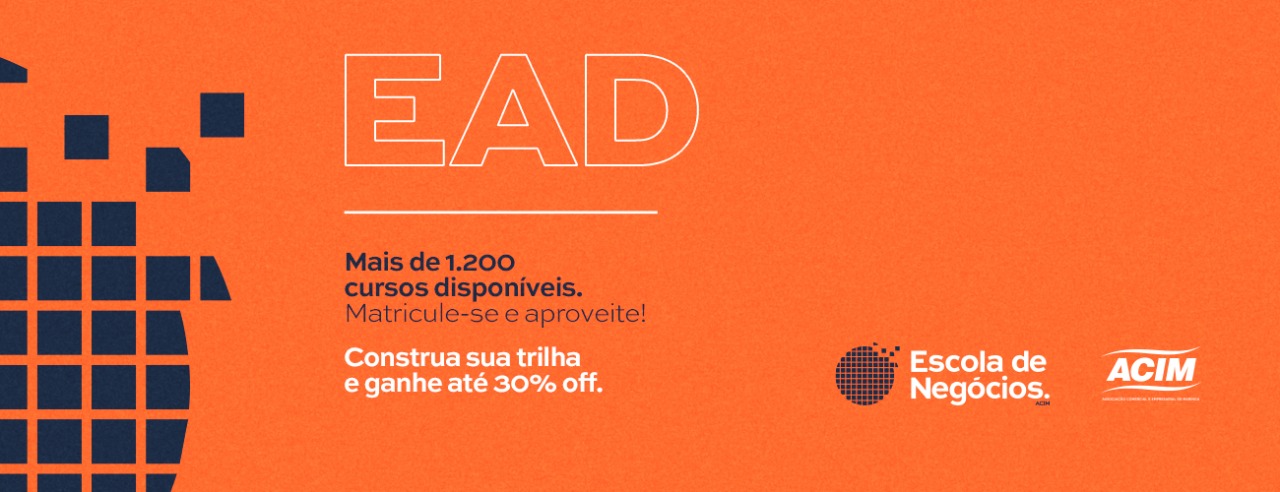 EAD
Mais de 1.200
cursos disponíveis.
Matricule-se e aproveite!
Construa sua trilha
e ganhe até 30% off.
Escola de
Negócios.
ACIM
ACIM